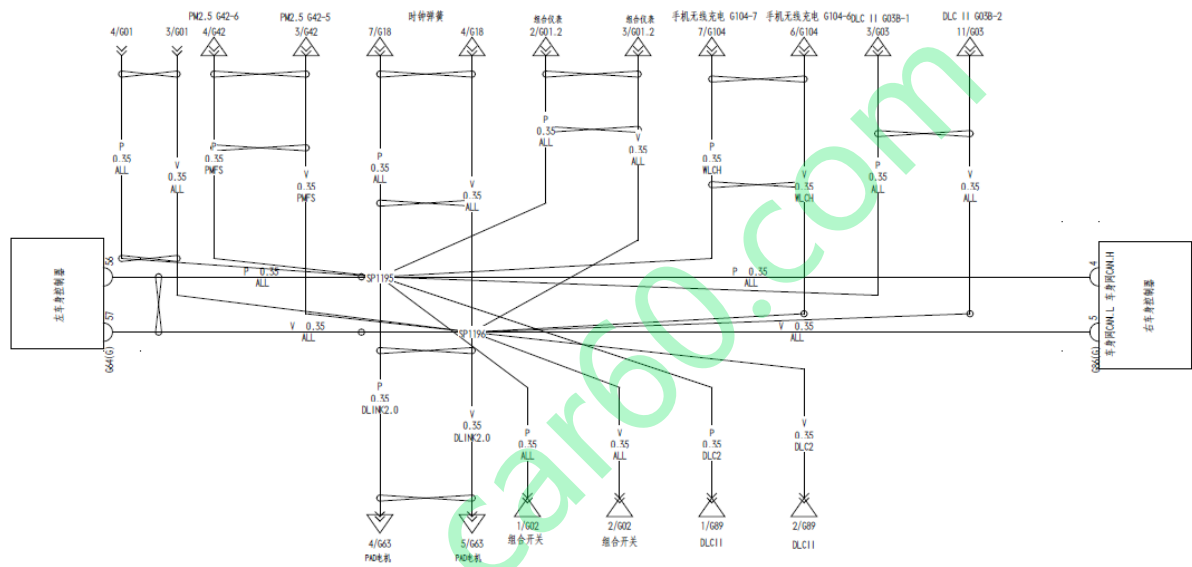 PM2.5 G42-6
PM2.5 G42-5
时钟弹簧
组合仪表
组合仪表
手机无线充电 G104-7
手机无线充电 G104-6
DLC II G03B-1
DLC II G03B-2
4/G01
3/G01
4/G42
3/G42
7/G18
4/G18
2/G01.2
3/G01.2
7/G104
6/G104
3/G03
11/G03
P
0.35
ALL
V
0.35
ALL
P
0.35
PMFS
V
0.35
PMFS
P
0.35
ALL
V
0.35
ALL
P
0.35
ALL
V
0.35
ALL
P
0.35
WLCH
V
0.35
WLCH
P
0.35
ALL
V
0.35
ALL
左车身控制器
56
57
G64(G)
P 0.35
ALL
V 0.35
ALL
SP1195
SP1196
P 0.35
ALL
V 0.35
ALL
4
车身网CAN.H
5
车身网CAN.L
G86(G)
右车身控制器
P
0.35
DLINK2.0
V
0.35
DLINK2.0
P
0.35
ALL
V
0.35
ALL
P
0.35
DLC2
V
0.35
DLC2
4/G63
PAD电机
5/G63
PAD电机
1/G02
组合开关
2/G02
组合开关
1/G89
DLCII
2/G89
DLCII
car60.com